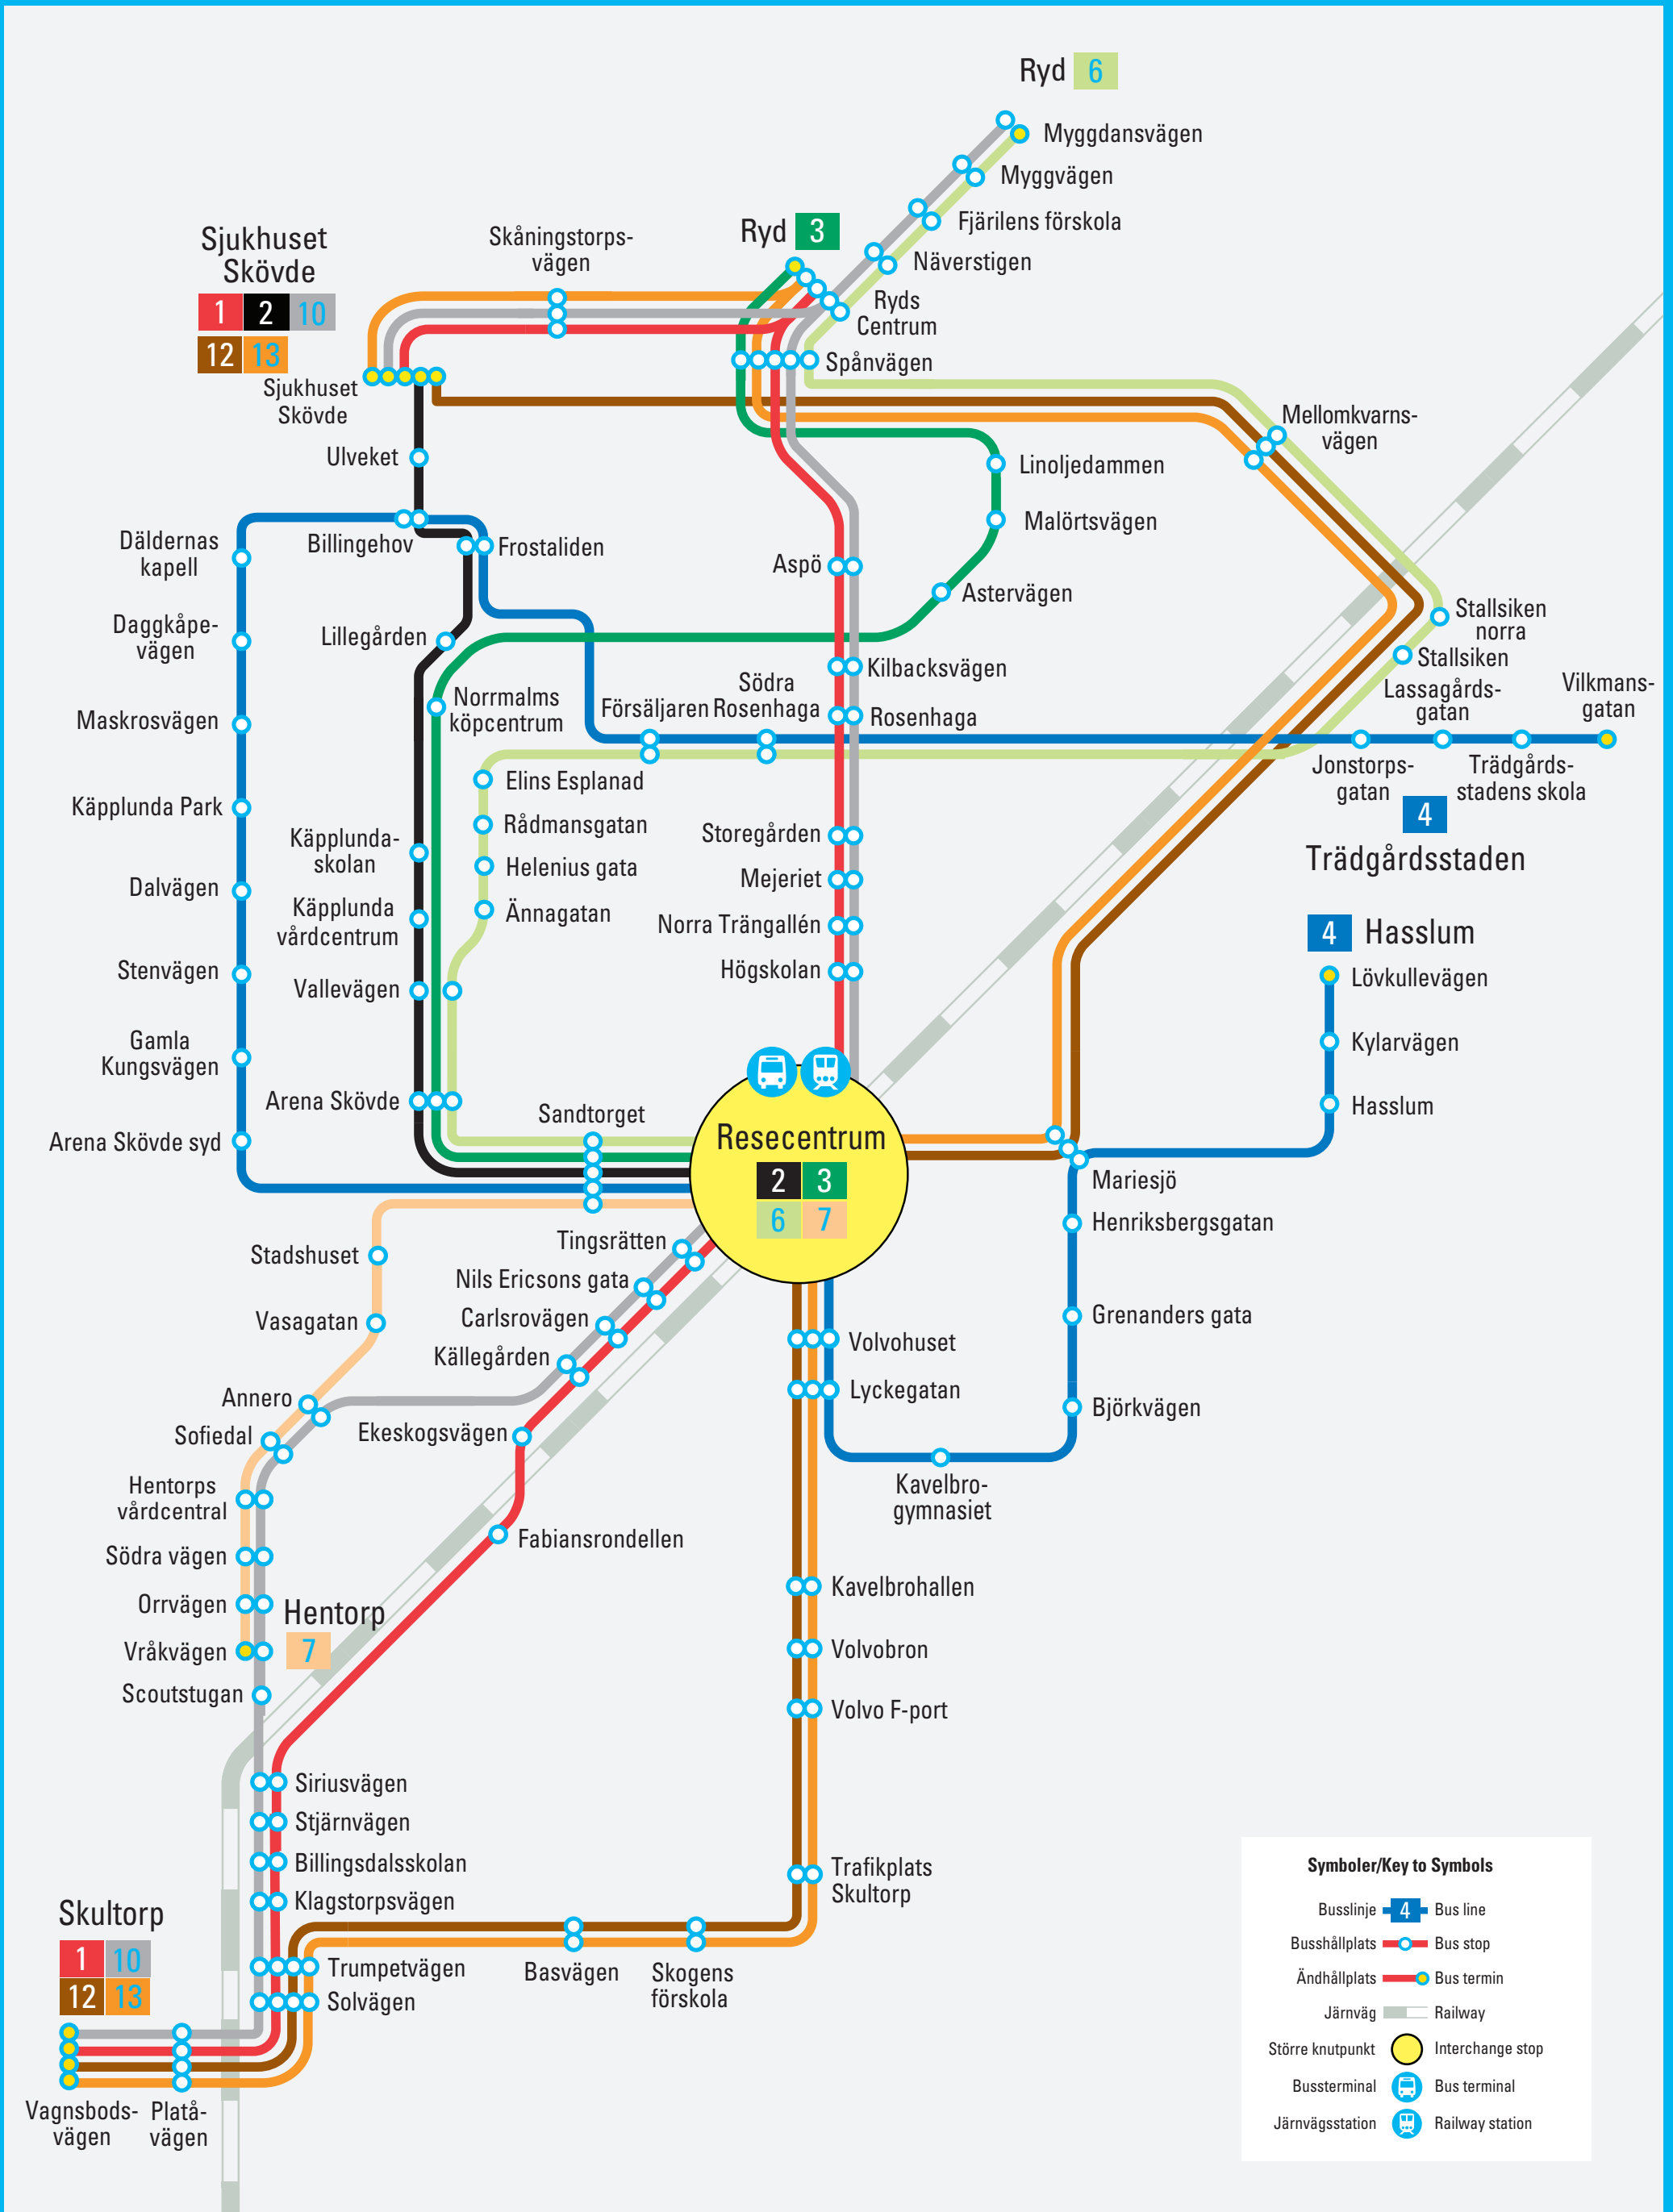 Ryd 6
Myggdansvägen
Myggvägen
Fjärilens förskola
Näverstigen
Ryds
Centrum
Spånvägen
Ryd 3
Skåningstorps-
vägen
Sjukhuset
Skövde
1 2 10
12 13
Sjukhuset
Skövde
Ulveket
Billingehov
Frostaliden
Lillegården
Däldernas
kapell
Daggkåpe-
vägen
Maskrosvägen
Käpplunda Park
Dalvägen
Stenvägen
Gamla
Kungsvägen
Arena Skövde syd
Mellomkvarns-
vägen
Linoljedammen
Malörtsvägen
Astervägen
Aspö
Kilbacksvägen
Rosenhaga
Södra
Rosenhaga
Försäljaren
Norrmalms
köpcentrum
Stallsiken
norra
Stallsiken
Lassagårds-
gatan
Vilkmans-
gatan
Jonstorps-
gatan
Trädgårds-
stadens skola
4
Trädgårdsstaden
Elins Esplanad
Rådmansgatan
Helenius gata
Ännagatan
Käpplunda-
skolan
Käpplunda
vårdcentrum
Vallevägen
Arena Skövde
Sandtorget
Storegården
Mejeriet
Norra Trängallén
Högskolan
4 Hasslum
Lövkullevägen
Kylarvägen
Hasslum
Resecentrum
2 3
6 7
Mariesjö
Henriksbergsgatan
Grenanders gata
Björkvägen
Volvohuset
Lyckegatan
Kavelbro-
gymnasiet
Kavelbrohallen
Volvobron
Volvo F-port
Trafikplats
Skultorp
Tingsrätten
Nils Ericsons gata
Carlsrovägen
Källegården
Ekeskogsvägen
Fabiansrondellen
Stadshuset
Vasagatan
Annero
Sofiedal
Hentorps
vårdcentral
Södra vägen
Orrvägen
Vråkvägen
Hentorp
7
Scoutstugan
Siriusvägen
Stjärnvägen
Billingsdalsskolan
Klagstorpsvägen
Trumpetvägen
Solvägen
Basvägen
Skogens
förskola
Skultorp
1 10
12 13
Vagnsbods-
vägen
Platå-
vägen
Symboler/Key to Symbols
Busslinje 4 Bus line
Busshållplats Bus stop
Ändhållplats Bus termin
Järnväg Railway
Större knutpunkt Interchange stop
Bussterminal Bus terminal
Järnvägsstation Railway station